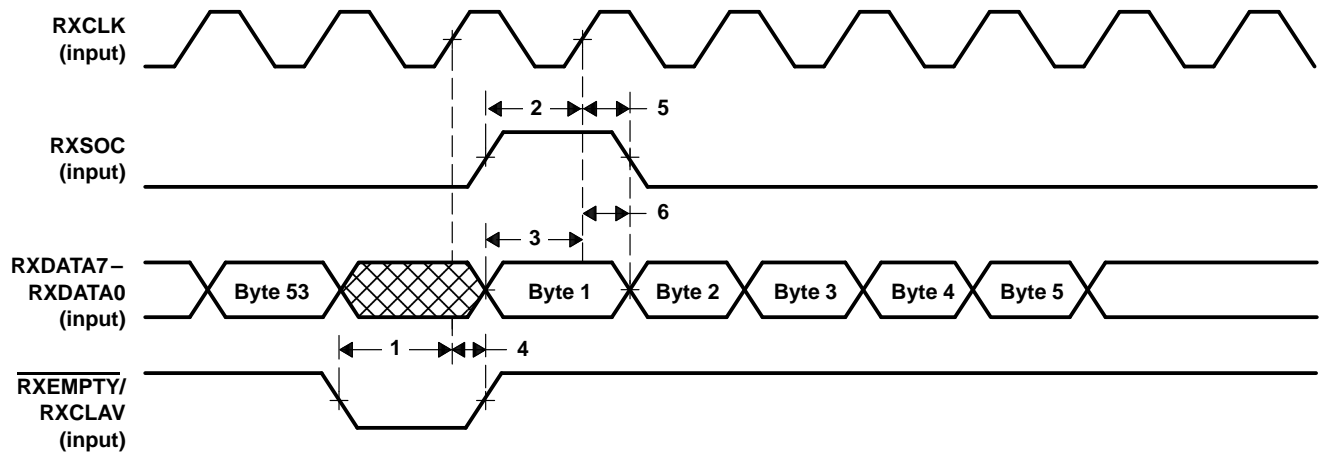 RXCLK
(input)
2
5
RXSOC
(input)
6
3
RXDATA7–
RXDATA0
(input)
Byte 53
Byte 1
Byte 2
Byte 3
Byte 4
Byte 5
1
4
RXEMPTY/
RXCLAV
(input)